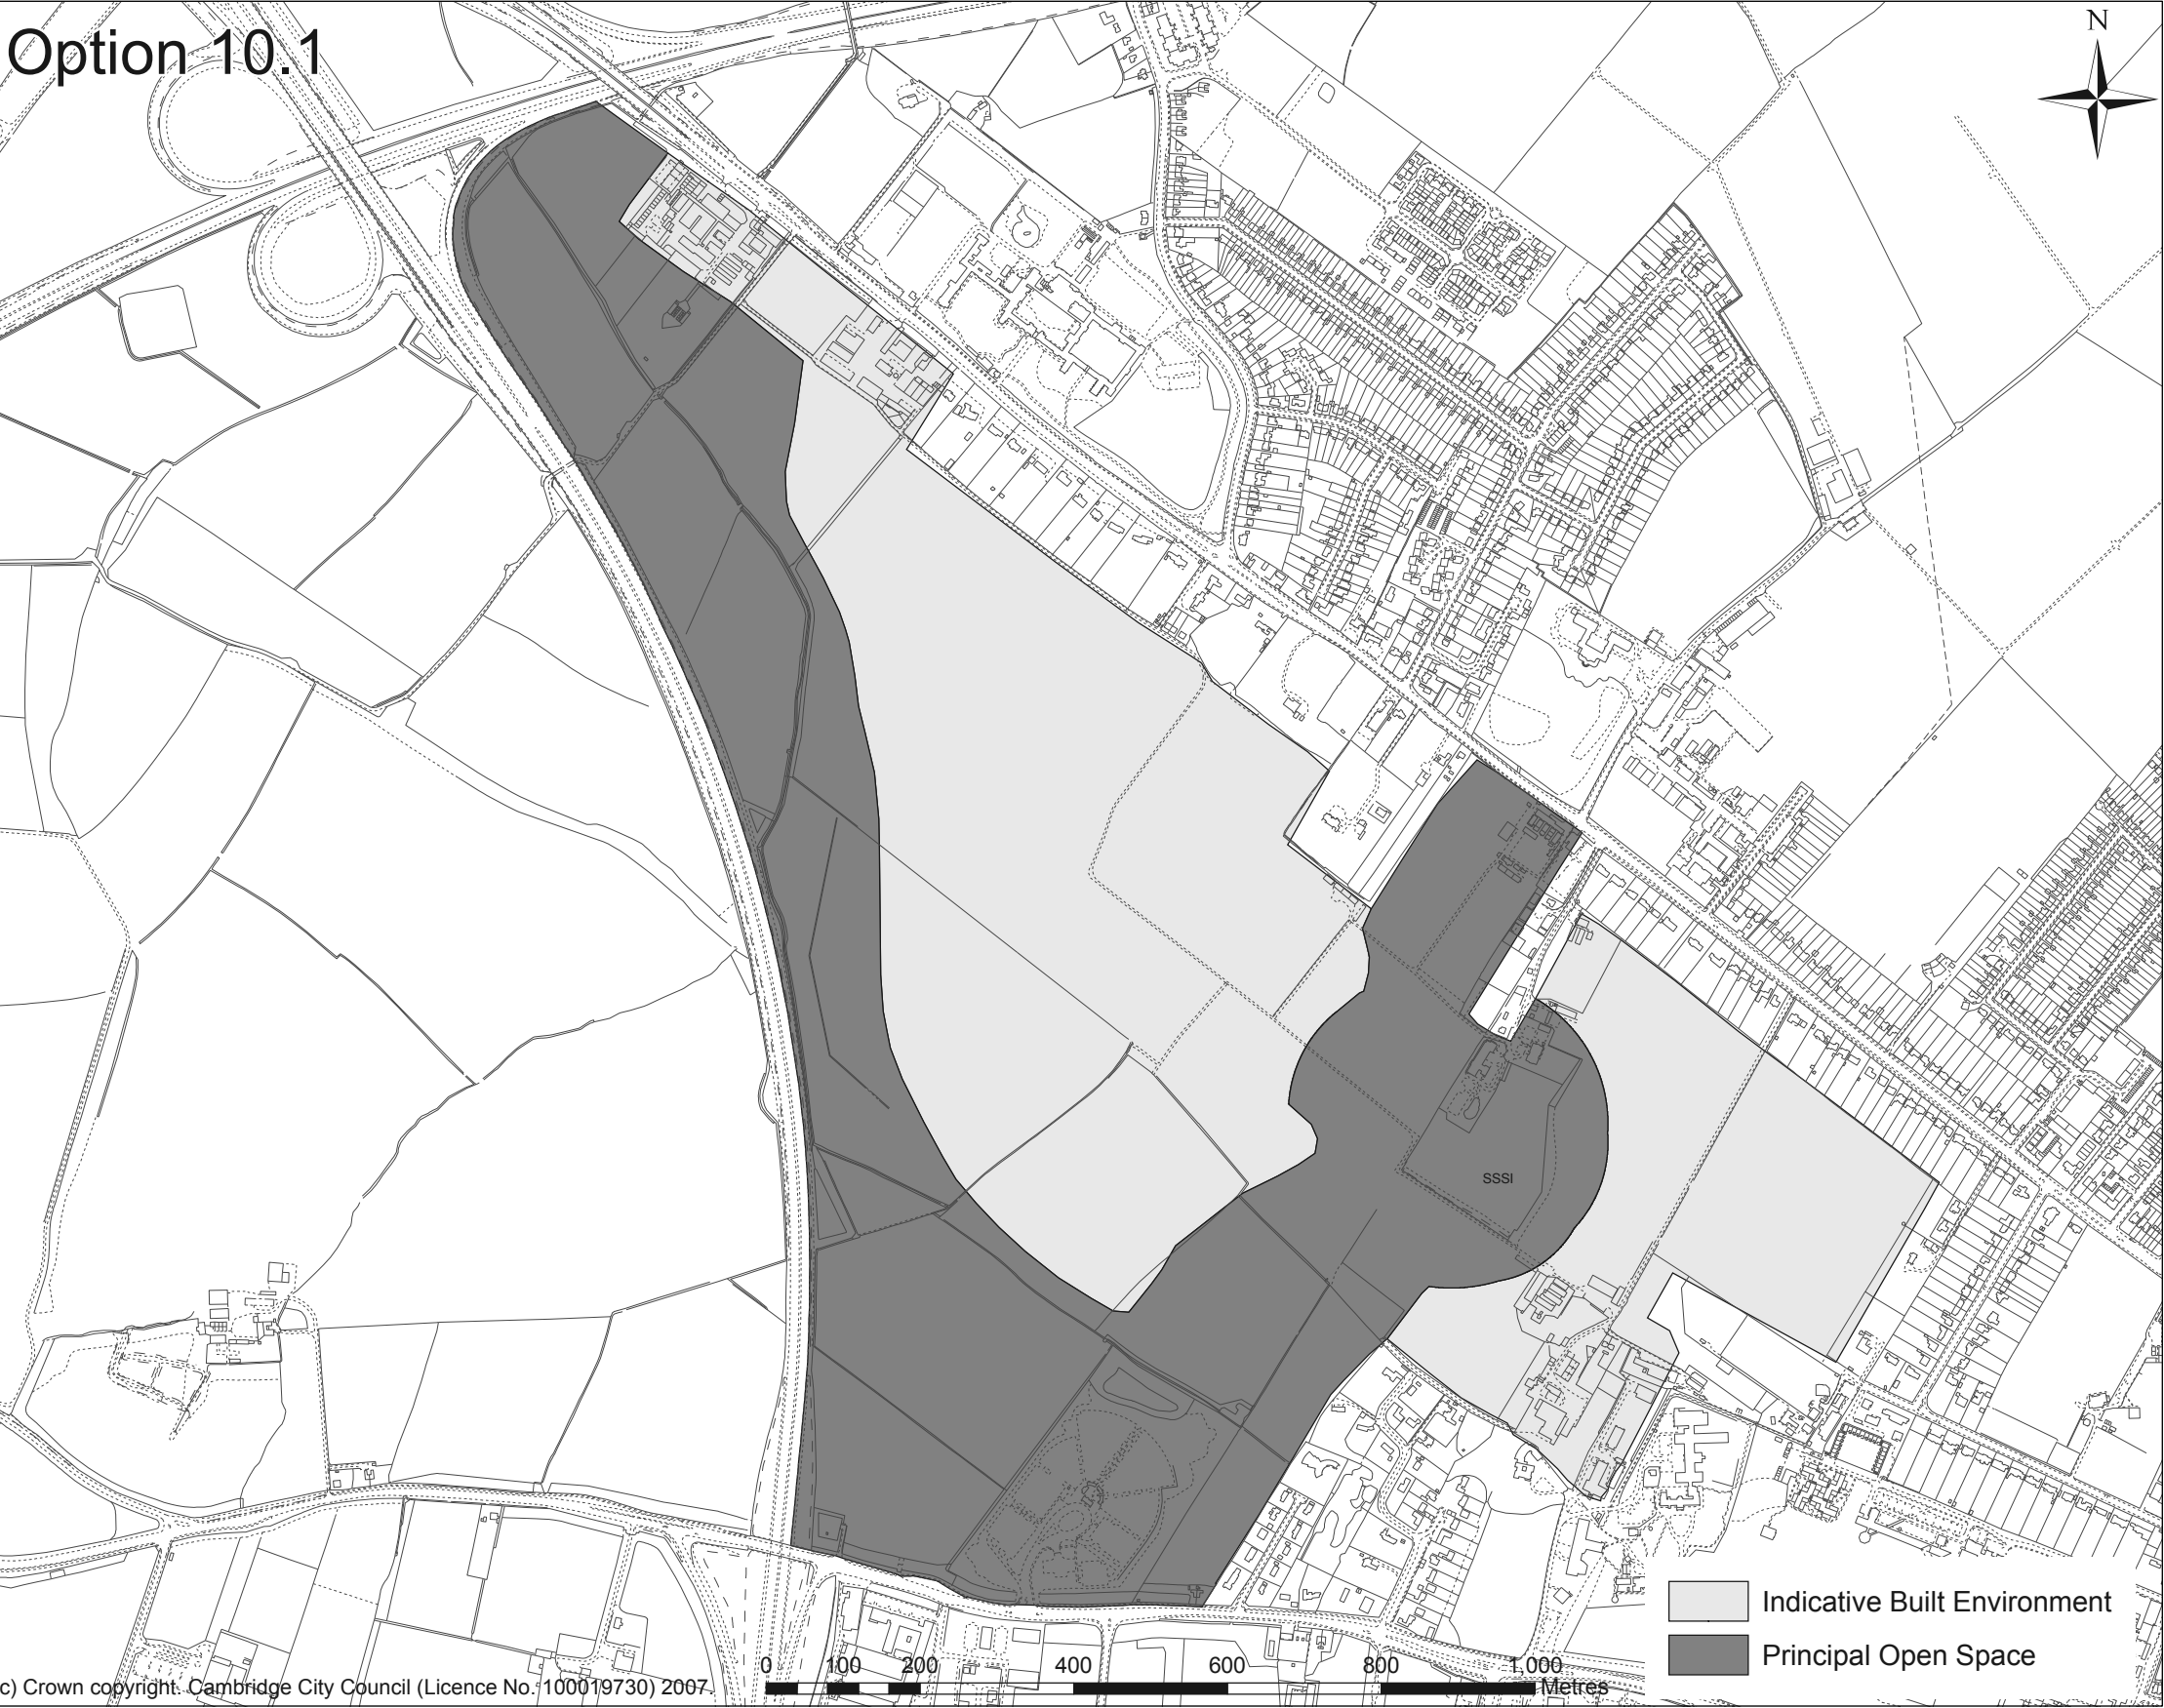 Option 10.1
N
SSSI
Indicative Built Environment
Principal Open Space
0 100 200 400 600 800 1,000
Metres
c) Crown copyright. Cambridge City Council (Licence No. 100019730) 2007.